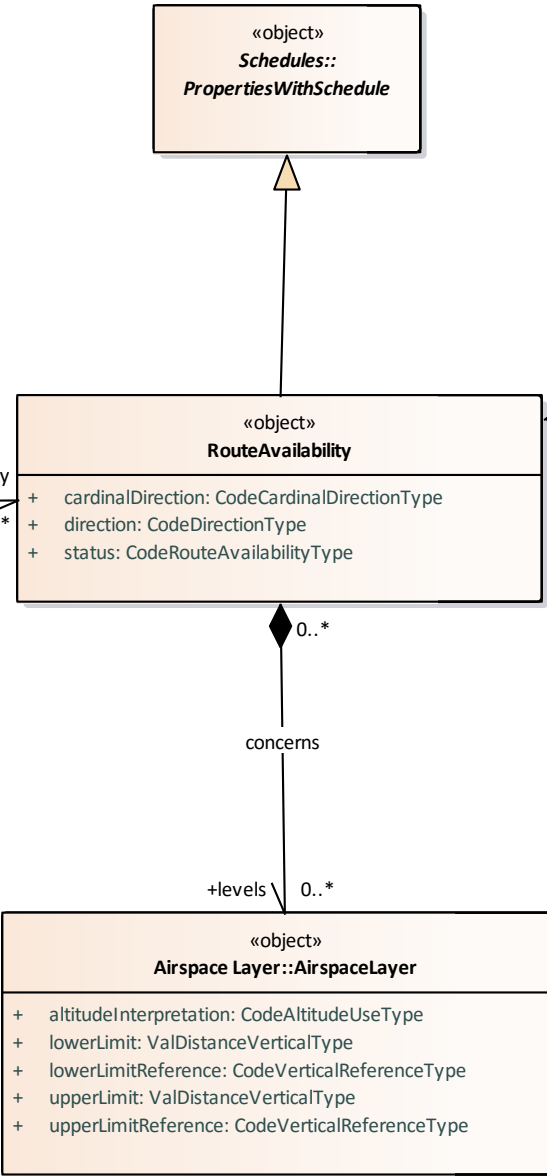 «object»
Schedules::
PropertiesWithSchedule
«object»
RouteAvailability
y
*
+ cardinalDirection: CodeCardinalDirectionType
+ direction: CodeDirectionType
+ status: CodeRouteAvailabilityType
0..*
concerns
+levels 0..*
«object»
Airspace Layer::AirspaceLayer
+ altitudeInterpretation: CodeAltitudeUseType
+ lowerLimit: ValDistanceVerticalType
+ lowerLimitReference: CodeVerticalReferenceType
+ upperLimit: ValDistanceVerticalType
+ upperLimitReference: CodeVerticalReferenceType